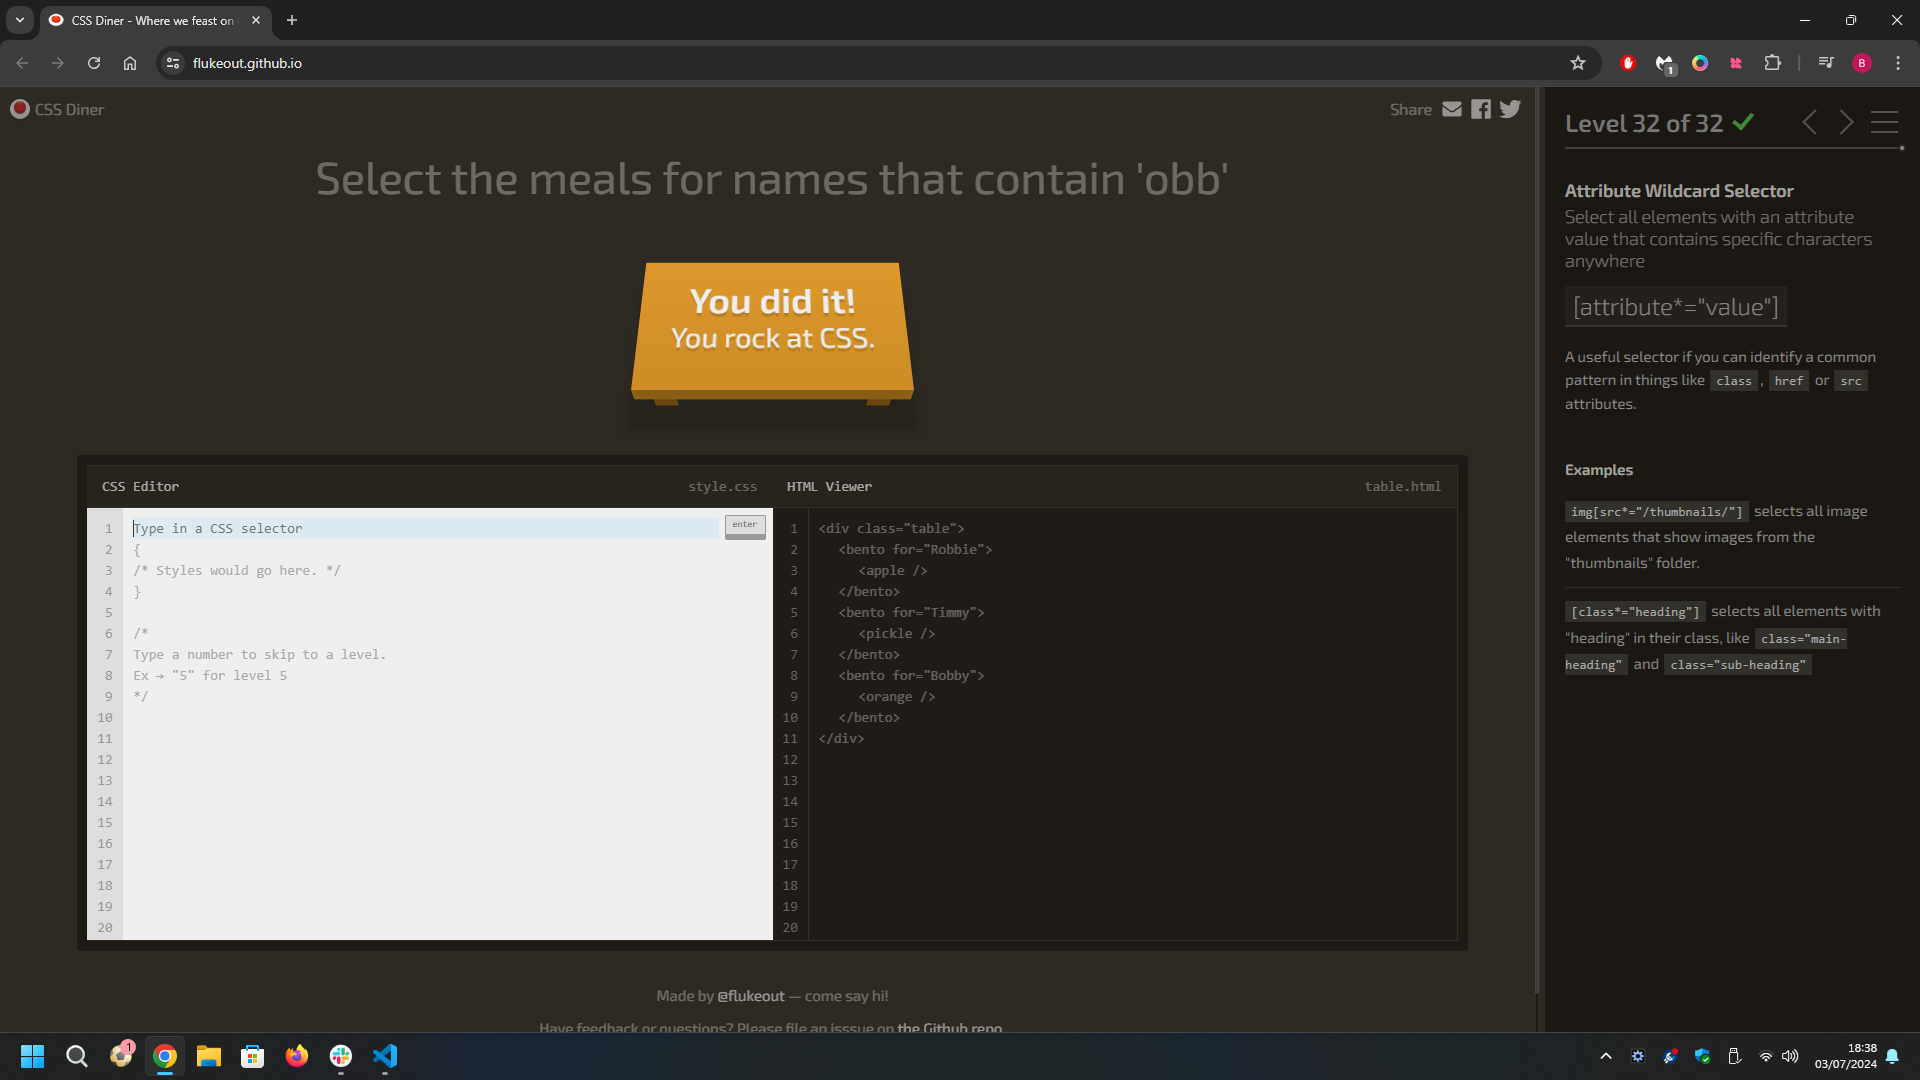 CSS Diner - Where we feast on
flukeout.github.io
1
B
CSS Diner
Share
Select the meals for names that contain 'obb'
You did it!
You rock at CSS.
CSS Editor
style.css
HTML Viewer
table.html
1 Type in a CSS selector
enter
2 {
3 /* Styles would go here. */
4 }
5
6 /*
7 Type a number to skip to a level.
8 Ex → "5" for level 5
9 */
10
11
12
13
14
15
16
17
18
19
20
1 <div class="table">
2 <bento for="Robbie">
3 <apple />
4 </bento>
5 <bento for="Timmy">
6 <pickle />
7 </bento>
8 <bento for="Bobby">
9 <orange />
10 </bento>
11 </div>
12
13
14
15
16
17
18
19
20
Made by @flukeout — come say hi!
Have feedback or questions? Please file an isssue on the Github repo
Level 32 of 32
Attribute Wildcard Selector
Select all elements with an attribute
value that contains specific characters
anywhere
[attribute*="value"]
A useful selector if you can identify a common
pattern in things like class , href or src
attributes.
Examples
img[src*="/thumbnails/"] selects all image
elements that show images from the
"thumbnails" folder.
[class*="heading"] selects all elements with
"heading" in their class, like class="main-
heading" and class="sub-heading"
1
18:38
03/07/2024